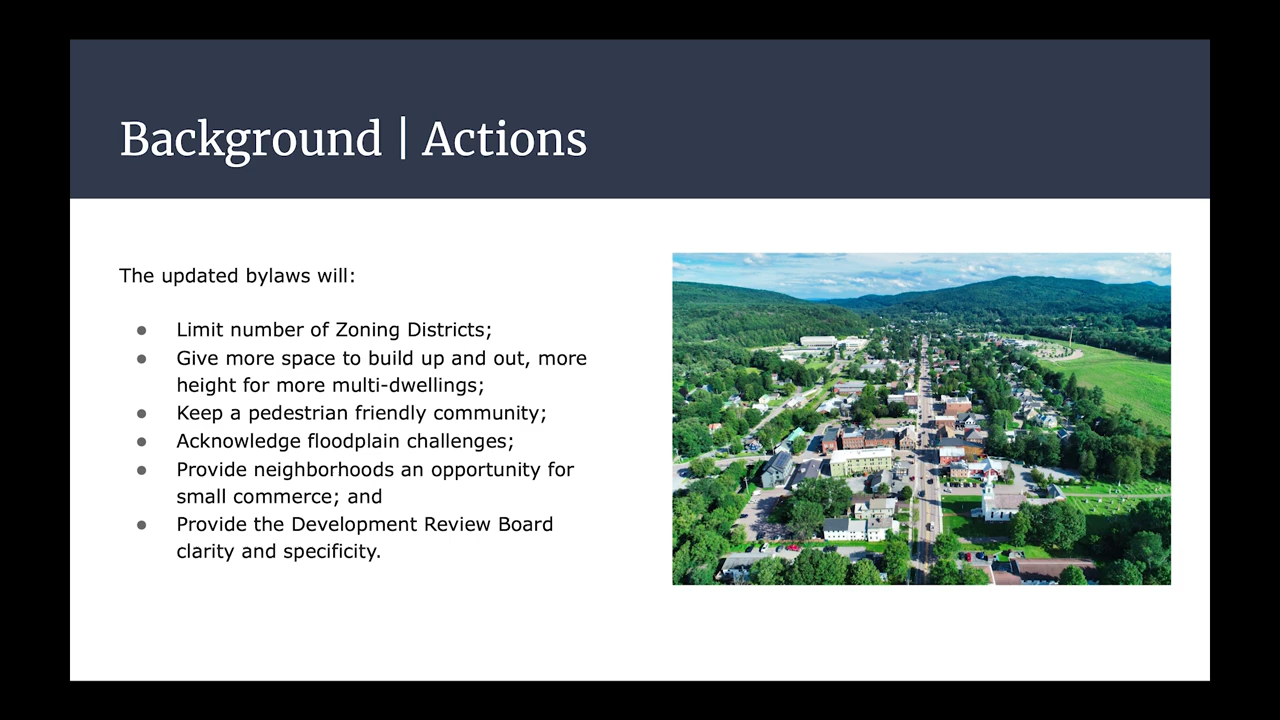 Background | Actions
The updated bylaws will:
● Limit number of Zoning Districts;
● Give more space to build up and out, more
height for more multi-dwellings;
● Keep a pedestrian friendly community;
● Acknowledge floodplain challenges;
● Provide neighborhoods an opportunity for
small commerce; and
● Provide the Development Review Board
clarity and specificity.